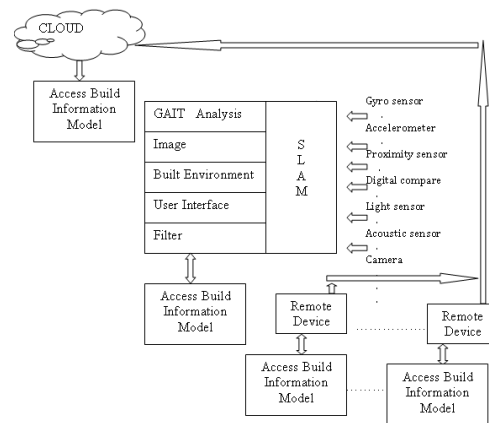 CLOUD
Access Build
Information
Model
GAIT Analysis
Image
Built Environment
User Interface
Filter
S
L
A
M
Gyro sensor
Accelerometer
Proximity sensor
Digital compare
Light sensor
Acoustic sensor
Camera
Access Build
Information
Model
Remote
Device
Remote
Device
Access Build
Information
Model
Access Build
Information
Model